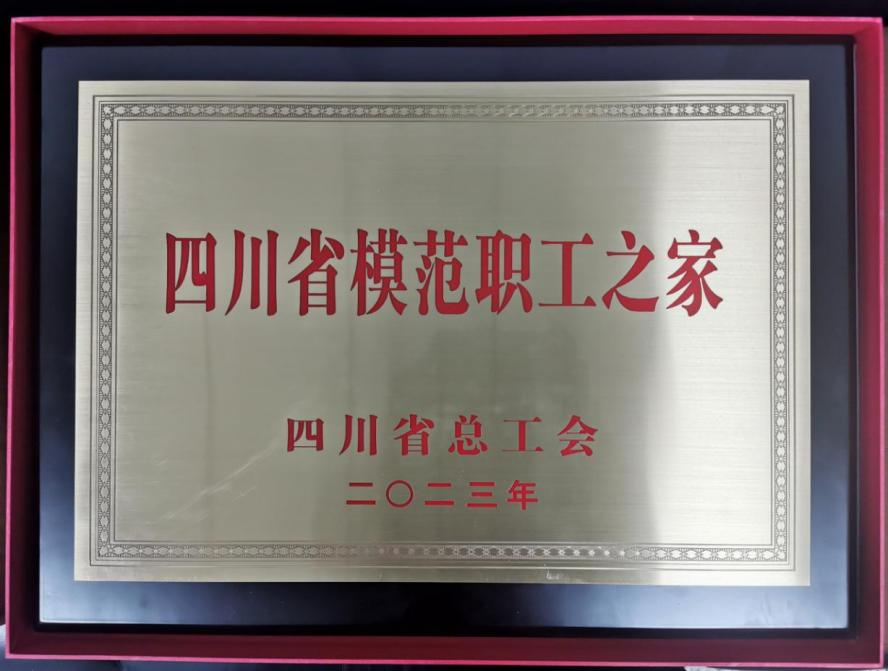 四川省模范职工之家
四川省总工会
二〇二三年